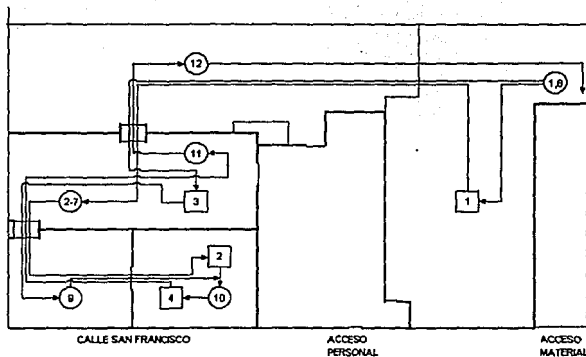 12
1,8
11
2-7
3
1
2
9
4
10
CALLE SAN FRANCISCO
ACCESO
PERSONAL
ACCESO
MATERIAL